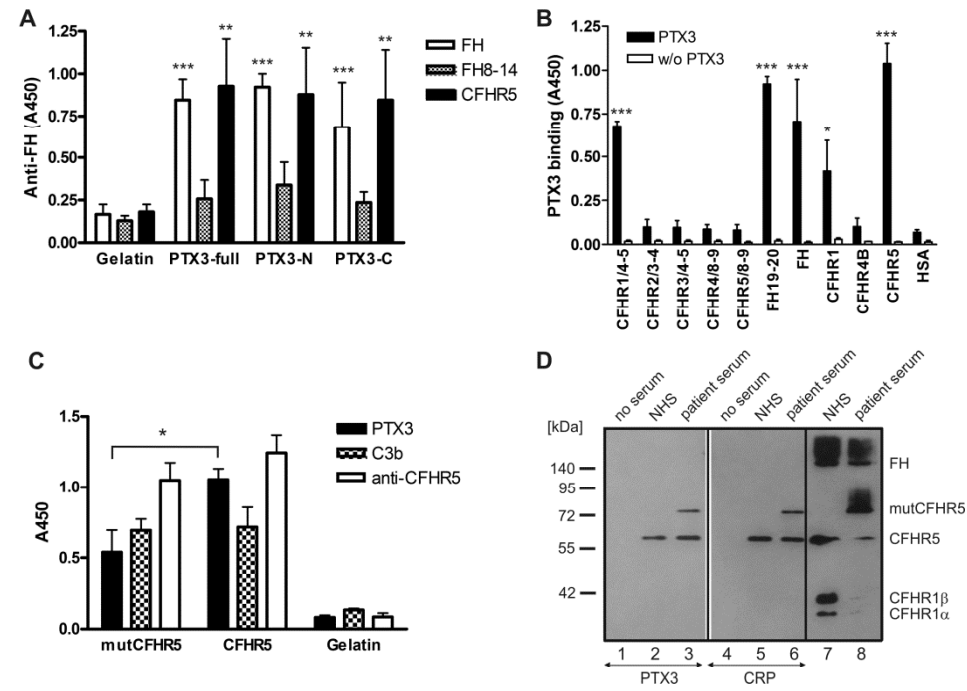 A
1.25
1.00
0.75
0.50
0.25
0.00
Anti-FH (A450)
***
**
***
**
***
**
FH
FH8-14
CFHR5
Gelatin PTX3-full PTX3-N PTX3-C
B
1.25
1.00
0.75
0.50
0.25
0.00
PTX3 binding (A450)
PTX3
w/o PTX3
***
***
***
*
***
CFHR1/4-5
CFHR2/3-4
CFHR3/4-5
CFHR4/8-9
CFHR5/8-9
FH19-20
FH
CFHR1
CFHR4B
CFHR5
HSA
C
1.5
1.0
0.5
0.0
A450
*
PTX3
C3b
anti-CFHR5
mutCFHR5 CFHR5 Gelatin
D
no serum
NHS
patient serum
no serum
NHS
patient serum
NHS
patient serum
[kDa]
140
95
72
55
42
FH
mutCFHR5
CFHR5
CFHR1β
CFHR1α
1 2 3 4 5 6 7 8
PTX3 CRP